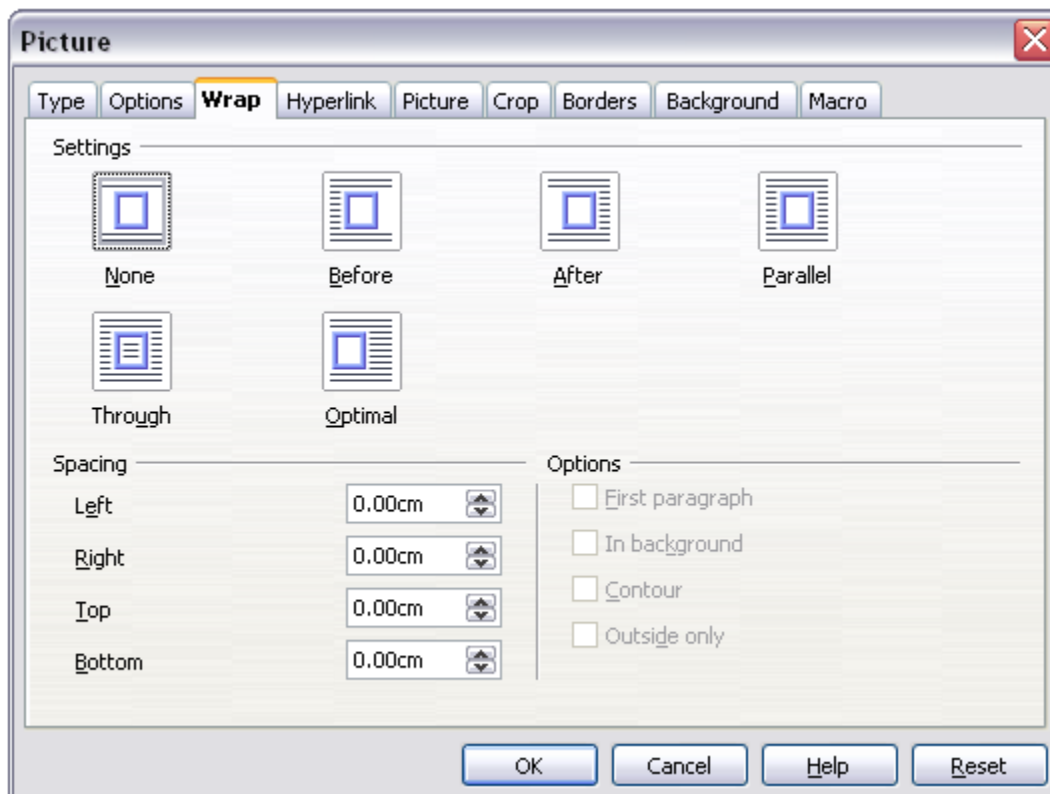 Picture
Type Options Wrap Hyperlink Picture Crop Borders Background Macro
Settings
None Before After Parallel
Through Optimal
Spacing
Left 0.00cm
Right 0.00cm
Top 0.00cm
Bottom 0.00cm
Options
First paragraph
In background
Contour
Outside only
OK Cancel Help Reset